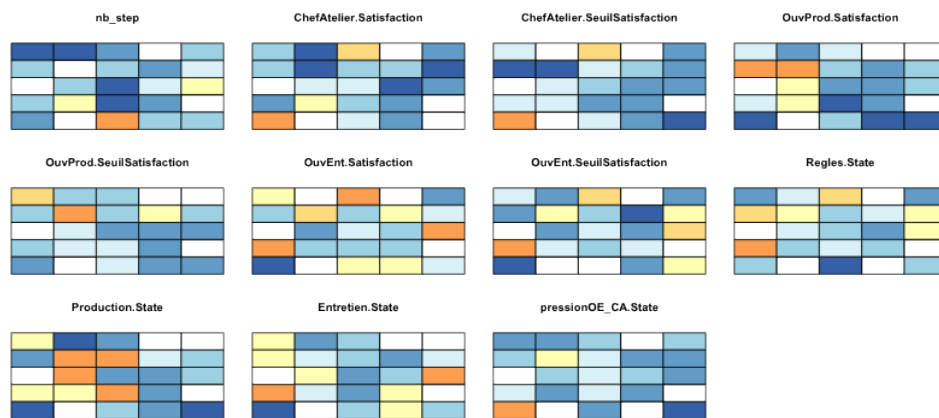 nb_step
ChefAtelier.Satisfaction
ChefAtelier.SeuilSatisfaction
OuvProd.Satisfaction
OuvProd.SeuilSatisfaction
OuvEnt.Satisfaction
OuvEnt.SeuilSatisfaction
Regles.State
Production.State
Entretien.State
pressionOE_CA.State